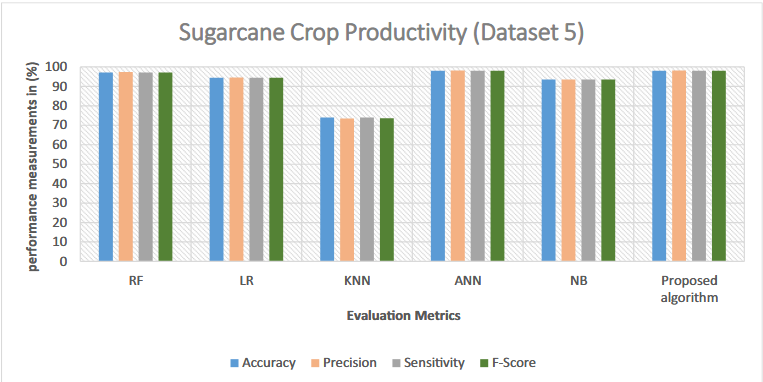 Sugarcane Crop Productivity (Dataset 5)
performance measurements in (%)
100
90
80
70
60
50
40
30
20
10
0
RF LR KNN ANN NB Proposed
algorithm
Evaluation Metrics
Accuracy Precision Sensitivity F-Score